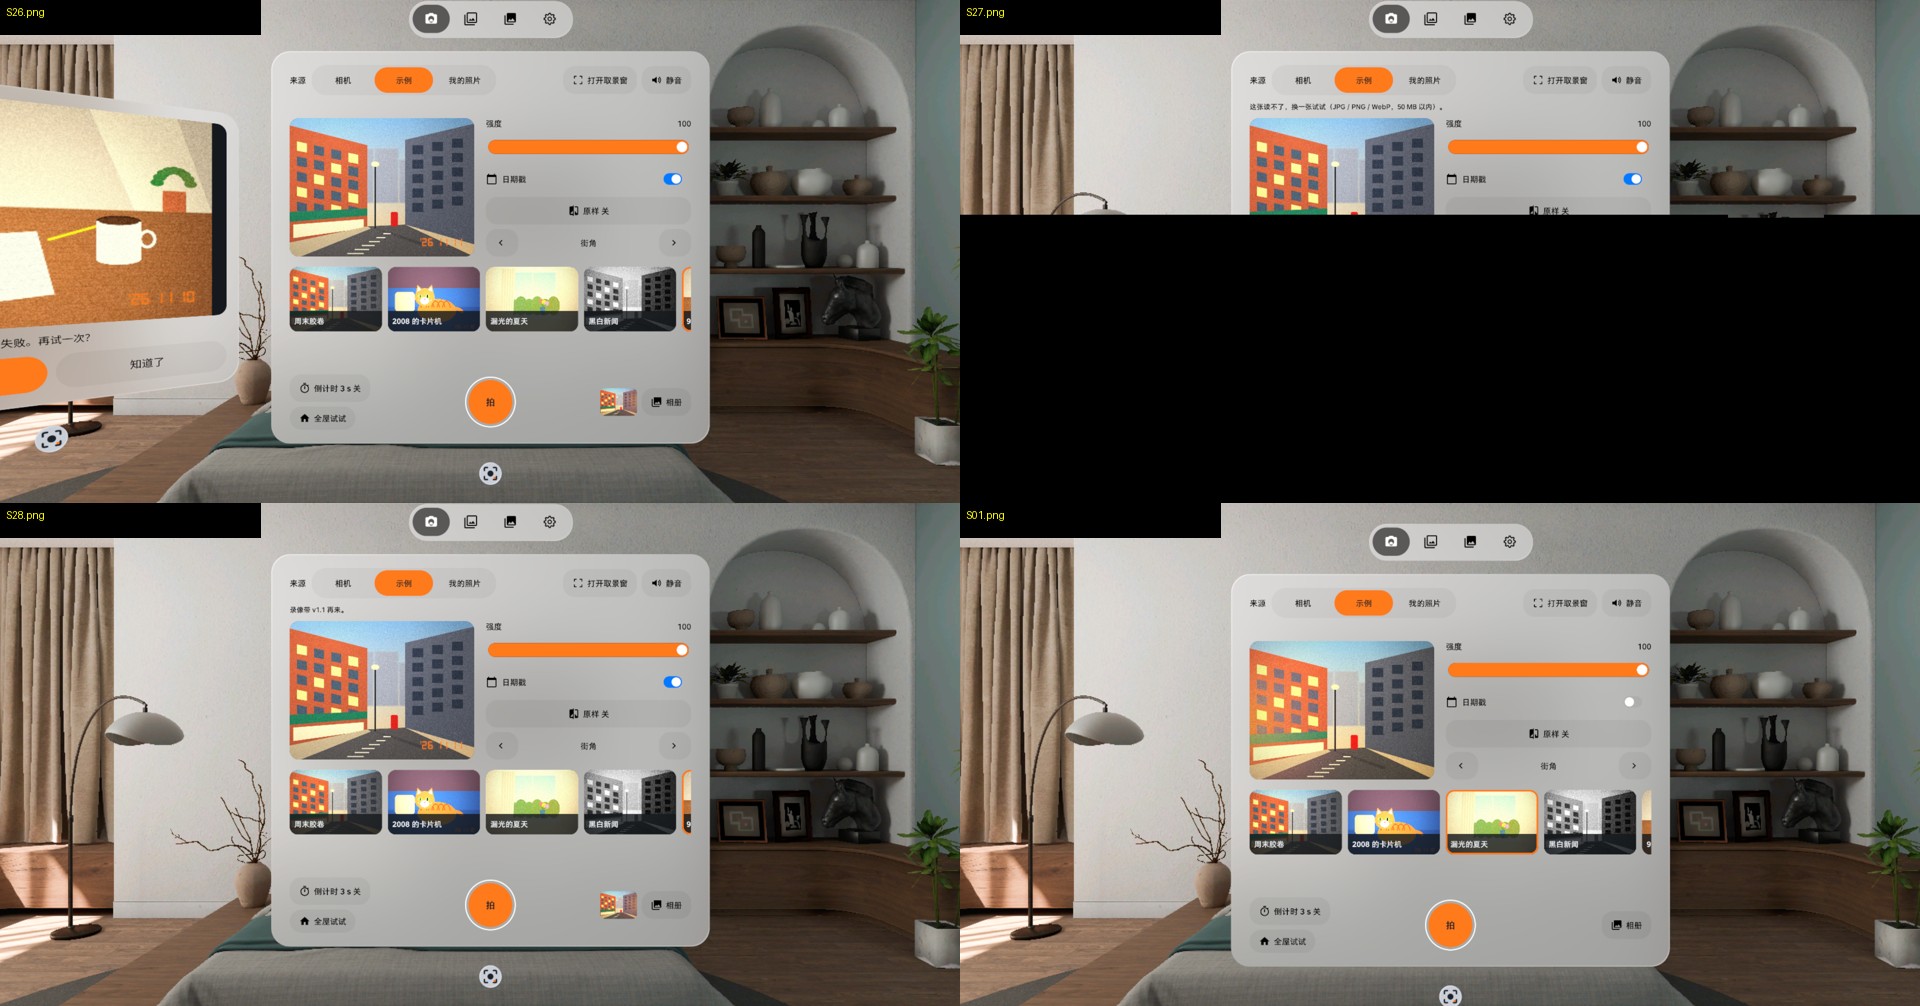 S26.png
来源
相机
示例
我的照片
打开取景窗
静音
强度
100
日期戳
原样 关
街角
周末胶卷
2008 的卡片机
漏光的夏天
黑白新闻
9
'26 11 10
失败。再试一次?
知道了
倒计时 3 s 关
全屋试试
拍
相册
S27.png
来源
相机
示例
我的照片
打开取景窗
静音
这张读不了，换一张试试（JPG / PNG / WebP，50 MB 以内）。
强度
100
日期戳
原样 关
S28.png
来源
相机
示例
我的照片
打开取景窗
静音
录像带 v1.1 再来。
强度
100
日期戳
原样 关
街角
周末胶卷
2008 的卡片机
漏光的夏天
黑白新闻
9
倒计时 3 s 关
全屋试试
拍
相册
S01.png
来源
相机
示例
我的照片
打开取景窗
静音
强度
100
日期戳
原样 关
街角
周末胶卷
2008 的卡片机
漏光的夏天
黑白新闻
9
倒计时 3 s 关
全屋试试
拍
相册